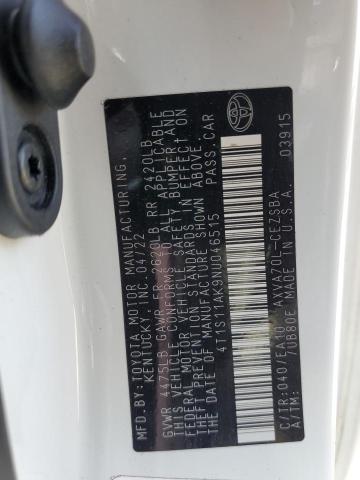 MFD. BY: TOYOTA MOTOR MANUFACTURING,
KENTUCKY, INC. 04/22
GVWR 4475LB GAWR FR 2620LB RR 2420LB
THIS VEHICLE CONFORMS TO ALL APPLICABLE
FEDERAL MOTOR VEHICLE SAFETY, BUMPER AND
THEFT PREVENTION STANDARDS IN EFFECT ON
THE DATE OF MANUFACTURE SHOWN ABOVE.
4T1S11AK9NU046515 PASS CAR
C/TR: 040/EA10 AXVA70L-CEZSBA
A/TM: /UB80E MADE IN U.S.A. 03915